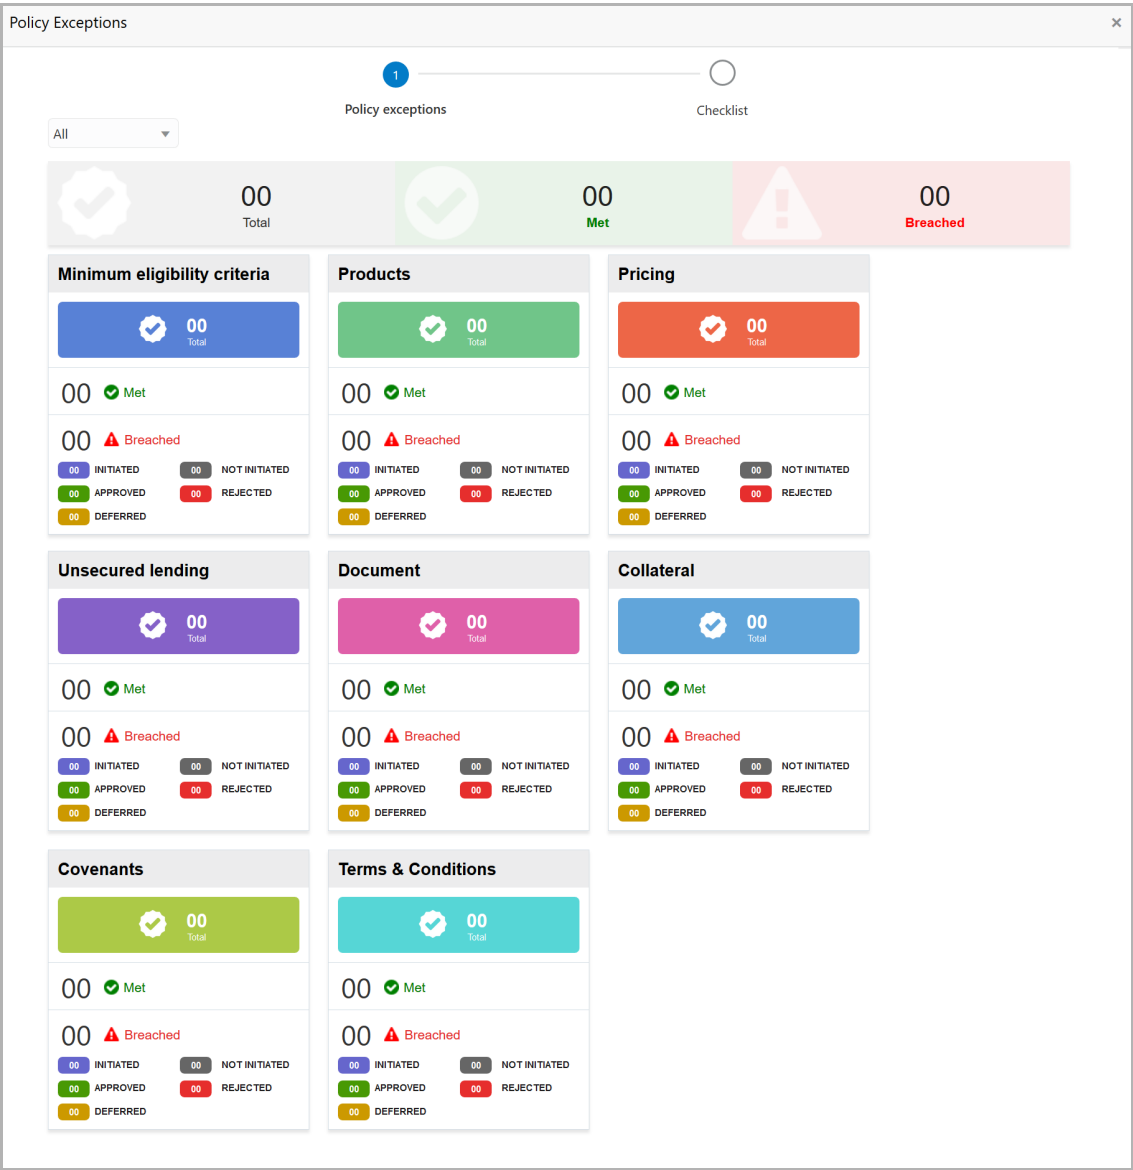 Policy Exceptions ×
1
Policy exceptions Checklist
All
00 00 00
Total Met Breached
Minimum eligibility criteria
00
Total
00 Met
00 Breached
00 INITIATED 00 NOT INITIATED
00 APPROVED 00 REJECTED
00 DEFERRED
Products
00
Total
00 Met
00 Breached
00 INITIATED 00 NOT INITIATED
00 APPROVED 00 REJECTED
00 DEFERRED
Pricing
00
Total
00 Met
00 Breached
00 INITIATED 00 NOT INITIATED
00 APPROVED 00 REJECTED
00 DEFERRED
Unsecured lending
00
Total
00 Met
00 Breached
00 INITIATED 00 NOT INITIATED
00 APPROVED 00 REJECTED
00 DEFERRED
Document
00
Total
00 Met
00 Breached
00 INITIATED 00 NOT INITIATED
00 APPROVED 00 REJECTED
00 DEFERRED
Collateral
00
Total
00 Met
00 Breached
00 INITIATED 00 NOT INITIATED
00 APPROVED 00 REJECTED
00 DEFERRED
Covenants
00
Total
00 Met
00 Breached
00 INITIATED 00 NOT INITIATED
00 APPROVED 00 REJECTED
00 DEFERRED
Terms & Conditions
00
Total
00 Met
00 Breached
00 INITIATED 00 NOT INITIATED
00 APPROVED 00 REJECTED
00 DEFERRED